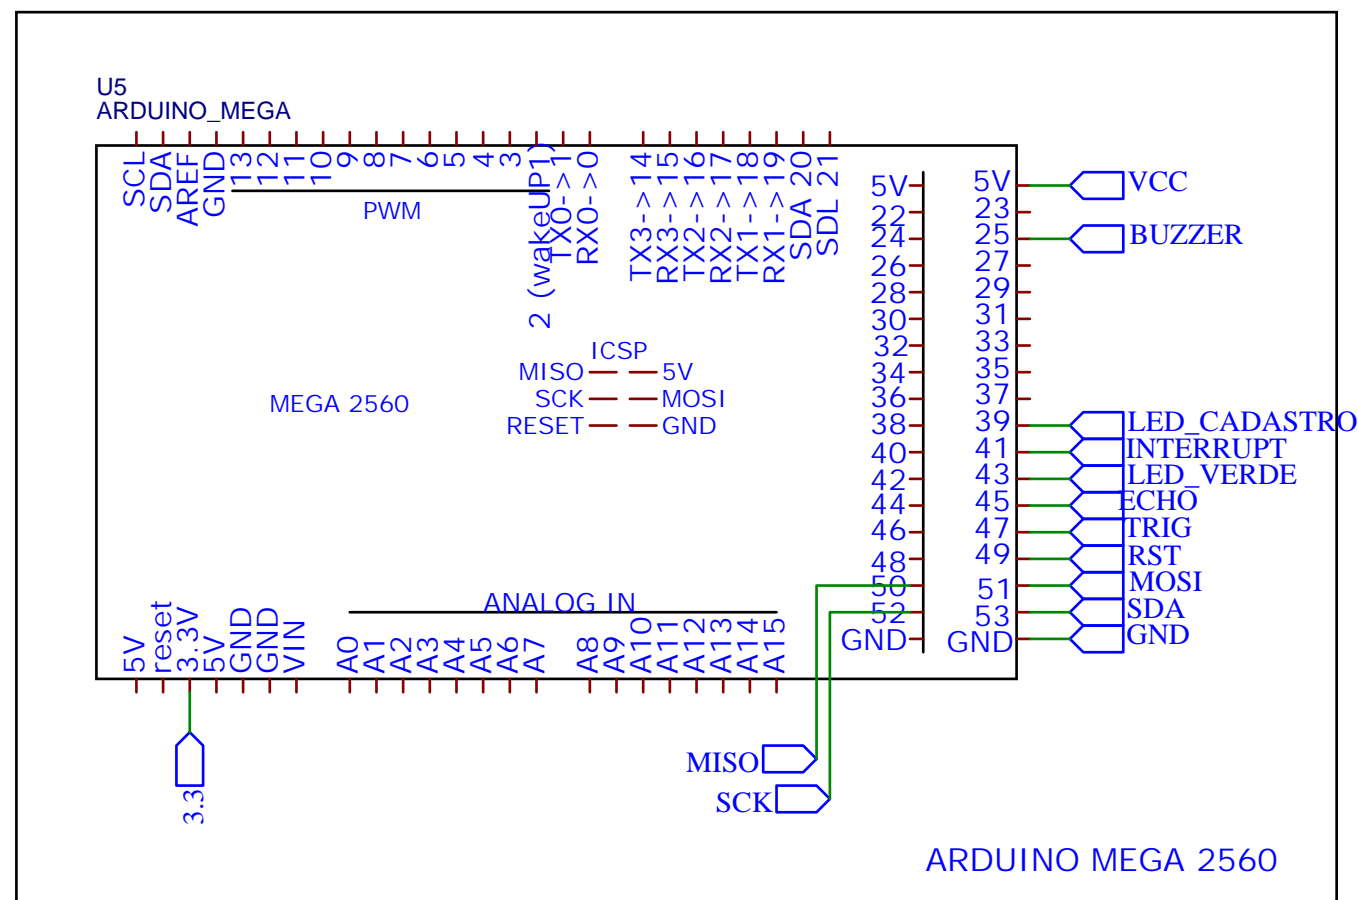 U5
ARDUINO_MEGA
SCL
SDA
AREF
GND
13
12
11
10
9
8
7
6
5
4
3
2 (wakeUP1)
TX0->1
RX0->0
TX3->14
RX3->15
TX2->16
RX2->17
TX1->18
RX1->19
SDA 20
SDL 21
PWM
5V 5V VCC
22 23
24 25 BUZZER
26 27
28 29
30 31
32 33
34 35
36 37
38 39 LED_CADASTRO
40 41 INTERRUPT
42 43 LED_VERDE
44 45 ECHO
46 47 TRIG
48 49 RST
50 51 MOSI
52 53 SDA
GND GND GND
ICSP
MISO 5V
SCK MOSI
RESET GND
MEGA 2560
ANALOG IN
5V
reset
3.3V
5V
GND
GND
VIN
A0
A1
A2
A3
A4
A5
A6
A7
A8
A9
A10
A11
A12
A13
A14
A15
3.3
MISO
SCK
ARDUINO MEGA 2560